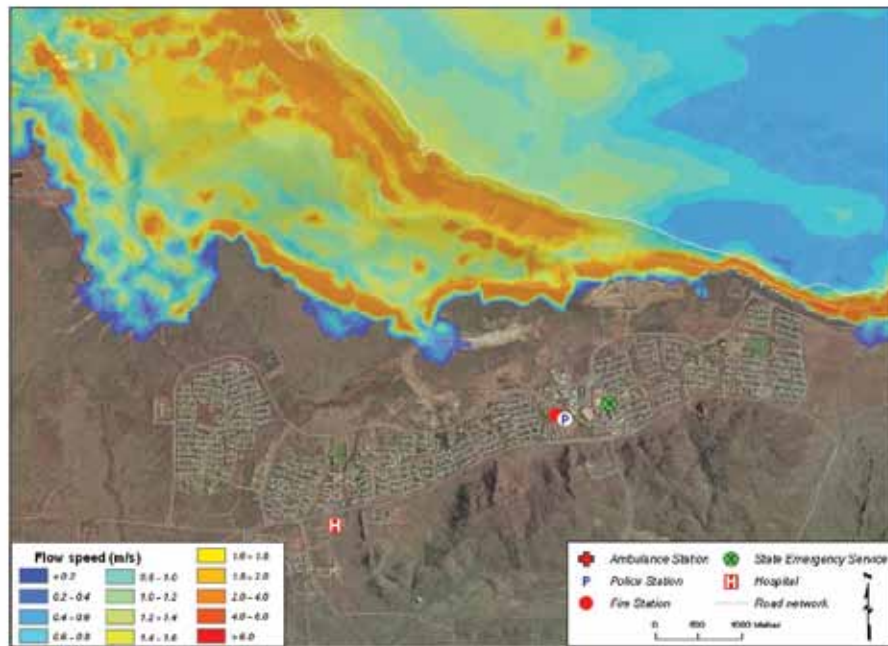 Flow speed (m/s)
< 0.2
0.2 - 0.4
0.4 - 0.6
0.6 - 0.8
0.8 - 1.0
1.0 - 1.2
1.2 - 1.4
1.4 - 1.6
1.6 - 1.8
1.8 - 2.0
2.0 - 4.0
4.0 - 6.0
> 6.0
Ambulance Station
P Police Station
Fire Station
State Emergency Service
H Hospital
Road network
0 500 1000 Metres
P
H